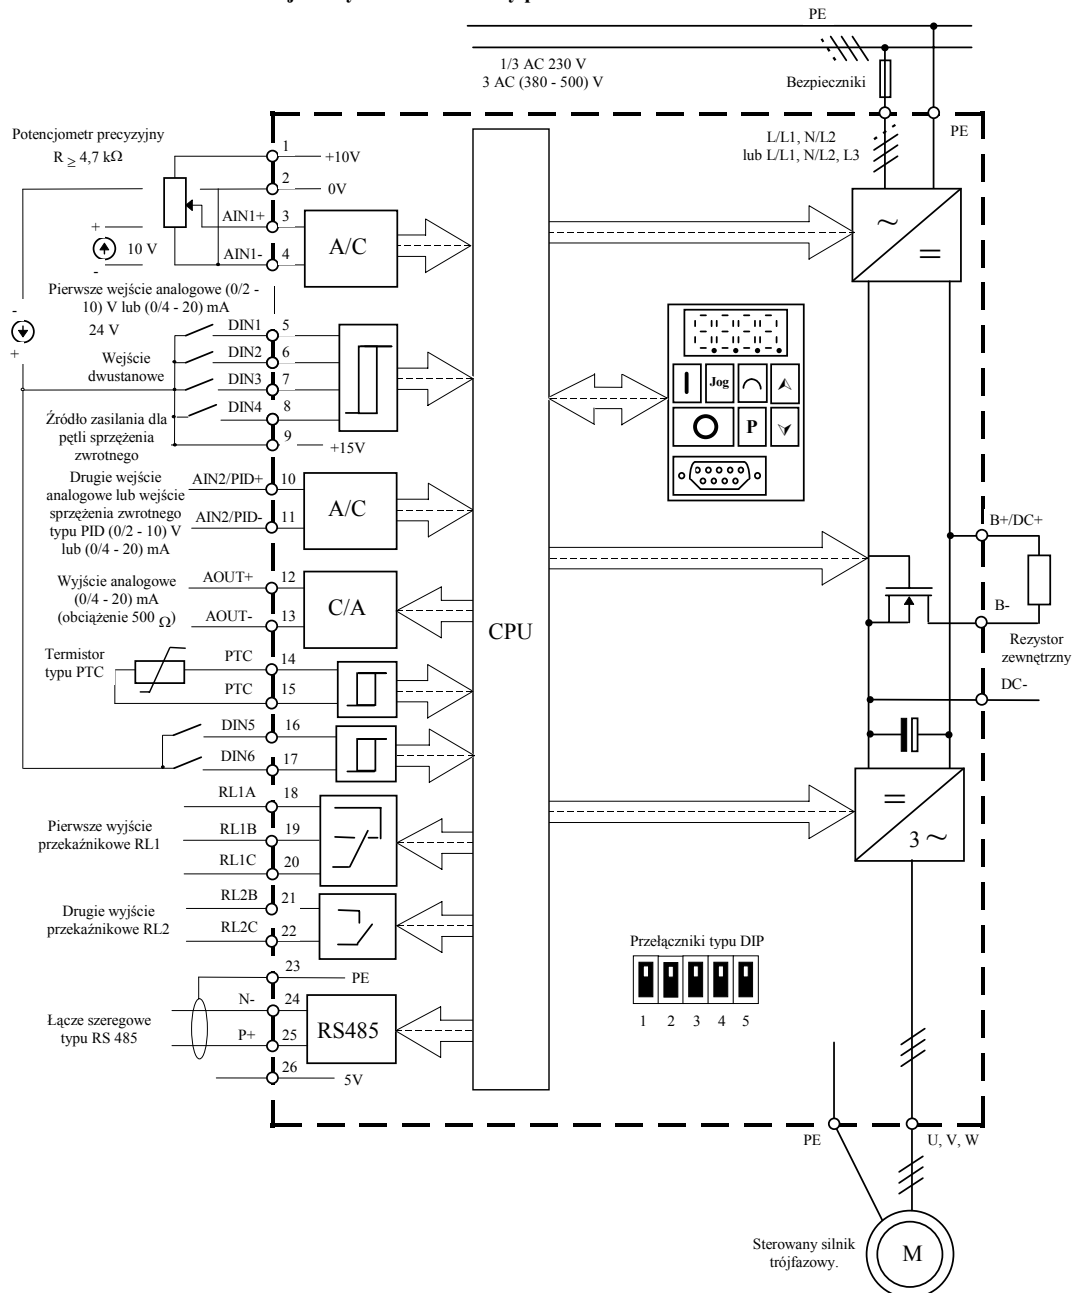 PE
1/3 AC 230 V
3 AC (380 - 500) V
Bezpieczniki
Potencjometr precyzyjny
R ≥ 4,7 kΩ
L/L1, N/L2
lub L/L1, N/L2, L3
PE
1
+10V
2
0V
AIN1+
3
+
10 V
-
AIN1-
4
A/C
~
=
Pierwsze wejście analogowe (0/2 -
10) V lub (0/4 - 20) mA
-
24 V
+
DIN1
5
DIN2
6
Wejście
dwustanowe
DIN3
7
DIN4
8
Jog
P
Źródło zasilania dla
pętli sprzężenia
zwrotnego
9
+15V
Drugie wejście
analogowe lub wejście
sprzężenia zwrotnego
typu PID (0/2 - 10) V
lub (0/4 - 20) mA
AIN2/PID+
10
AIN2/PID-
11
A/C
B+/DC+
Wyjście analogowe
(0/4 - 20) mA
(obciążenie 500 Ω)
AOUT+
12
AOUT-
13
C/A
CPU
B-
Rezystor
zewnętrzny
DC-
Termistor
typu PTC
PTC
14
PTC
15
DIN5
16
DIN6
17
RL1A
18
Pierwsze wyjście
przekaźnikowe RL1
RL1B
19
RL1C
20
=
3 ~
Drugie wyjście
przekaźnikowe RL2
RL2B
21
RL2C
22
Przełączniki typu DIP
1 2 3 4 5
23
PE
Łącze szeregowe
typu RS 485
N-
24
P+
25
RS485
26
5V
PE
U, V, W
Sterowany silnik
trójfazowy.
M